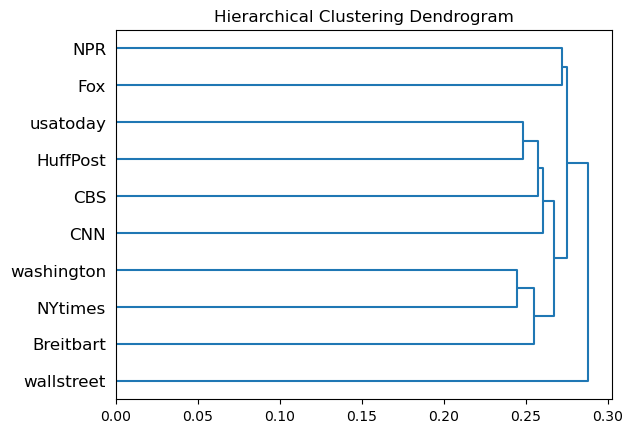 Hierarchical Clustering Dendrogram
NPR
Fox
usatoday
HuffPost
CBS
CNN
washington
NYtimes
Breitbart
wallstreet
0.00 0.05 0.10 0.15 0.20 0.25 0.30